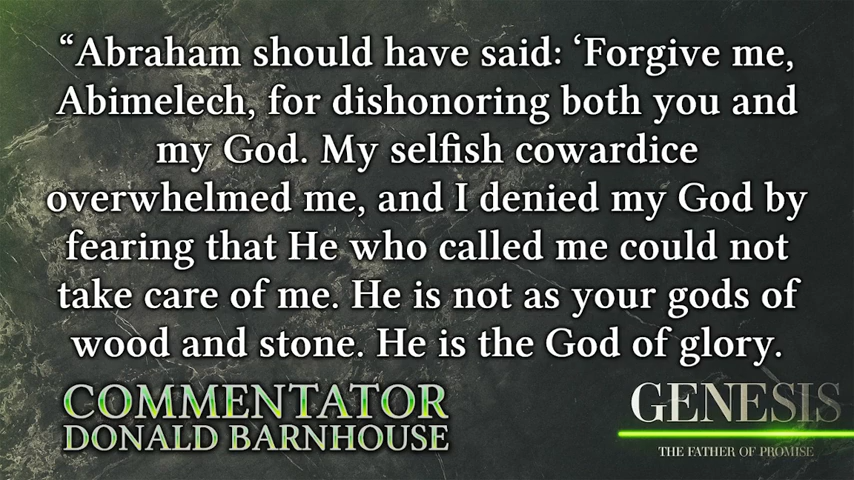 “Abraham should have said: ‘Forgive me,
Abimelech, for dishonoring both you and
my God. My selfish cowardice
overwhelmed me, and I denied my God by
fearing that He who called me could not
take care of me. He is not as your gods of
wood and stone. He is the God of glory.
COMMENTATOR
DONALD BARNHOUSE
GENESIS
THE FATHER OF PROMISE